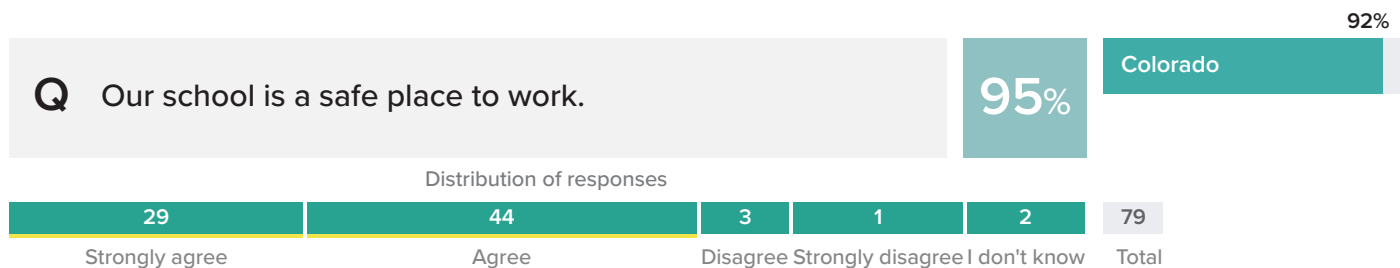 92%
Q Our school is a safe place to work.
95%
Colorado
Distribution of responses
29 44 3 1 2 79
Strongly agree Agree Disagree Strongly disagree I don't know Total